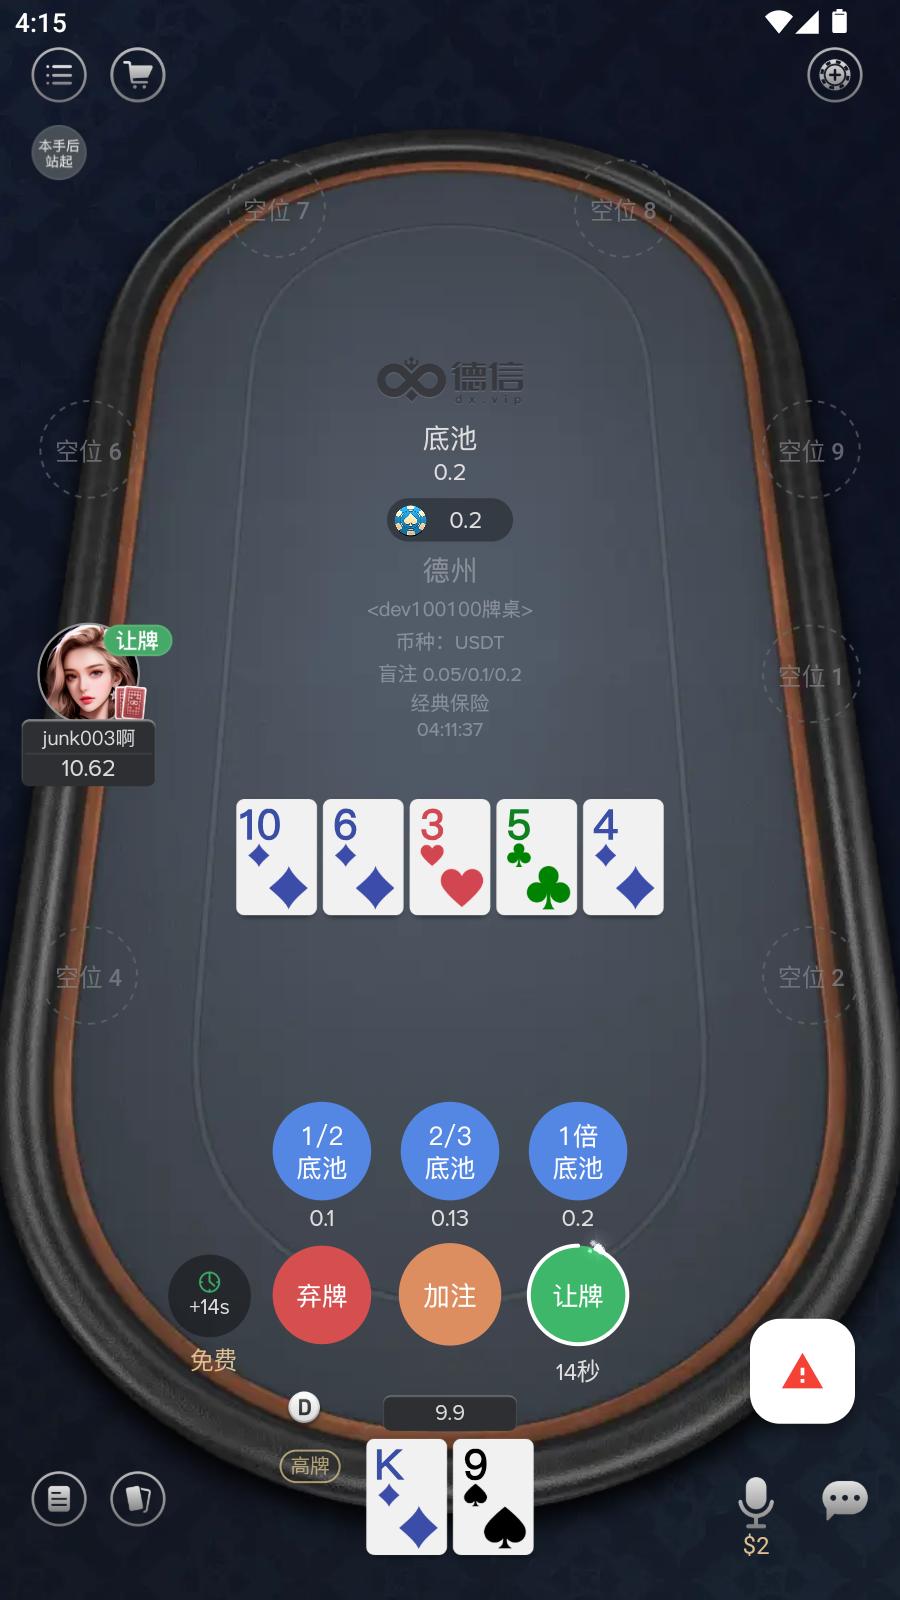 4:15
本手后
站起
空位 7
空位 8
德信
dx.vip
底池
0.2
0.2
空位 6
空位 9
德州
<dev100100牌桌>
币种：USDT
盲注 0.05/0.1/0.2
经典保险
04:11:37
让牌
junk003啊
10.62
空位 1
10
6
3
5
4
空位 4
空位 2
1/2
底池
2/3
底池
1倍
底池
0.1
0.13
0.2
+14s
弃牌
加注
让牌
免费
14秒
D
9.9
高牌
K
9
$2